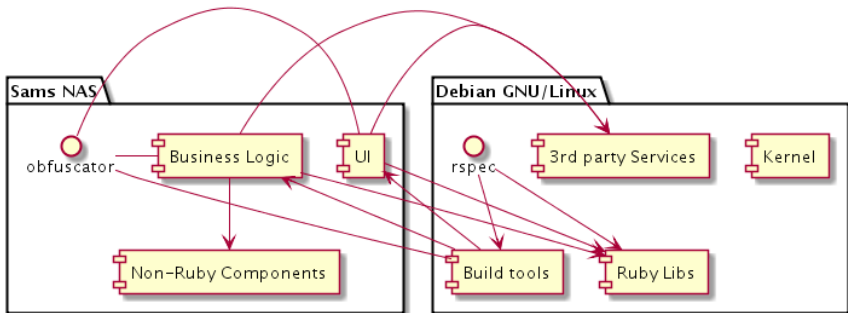 Sams NAS
Debian GNU/Linux
obfuscator
Business Logic
UI
rspec
3rd party Services
Kernel
Non-Ruby Components
Build tools
Ruby Libs